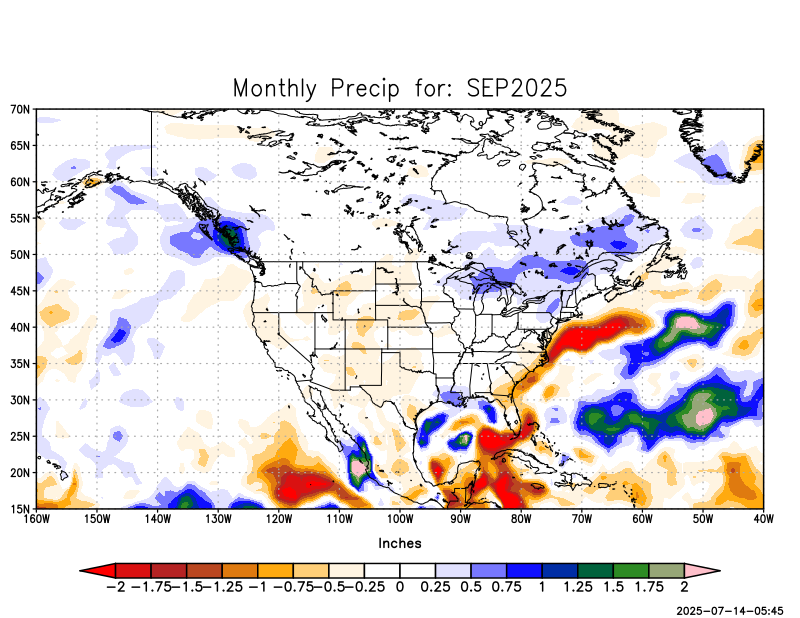 Monthly Precip for: SEP2025
70N
65N
60N
55N
50N
45N
40N
35N
30N
25N
20N
15N
160W 150W 140W 130W 120W 110W 100W 90W 80W 70W 60W 50W 40W
Inches
-2 -1.75 -1.5 -1.25 -1 -0.75 -0.5 -0.25 0 0.25 0.5 0.75 1 1.25 1.5 1.75 2
2025-07-14-05:45